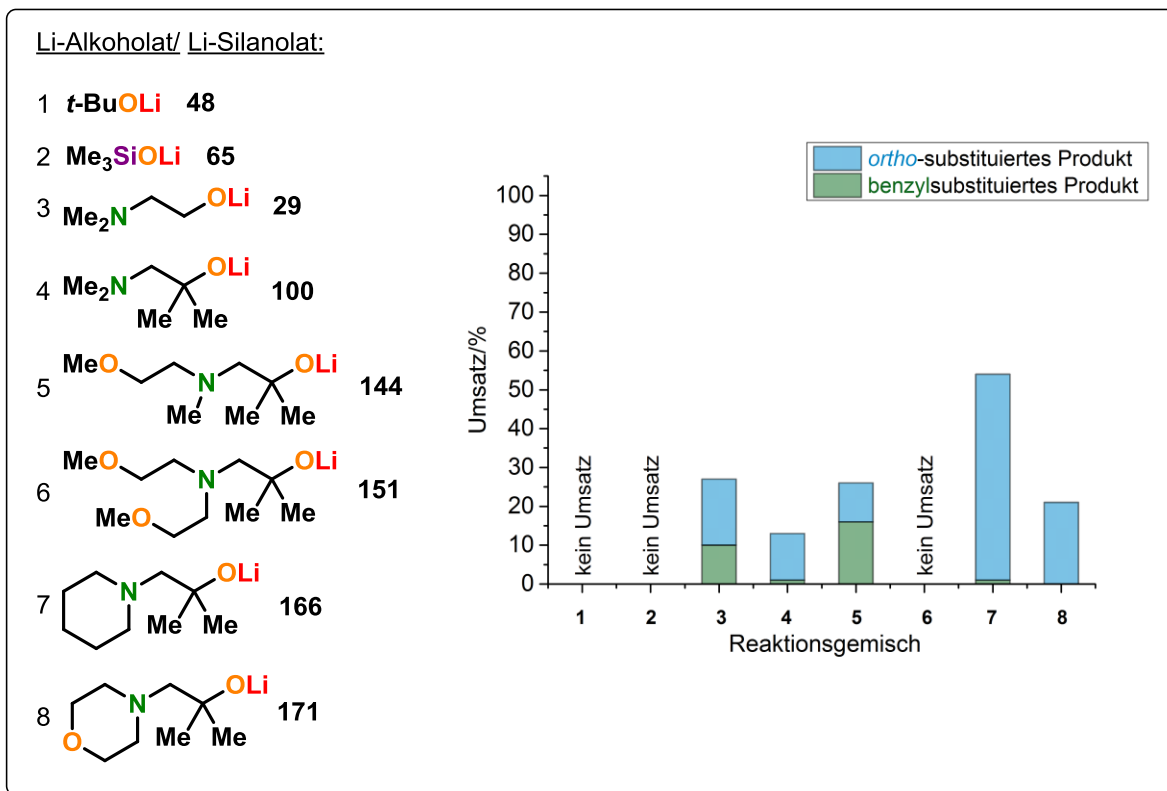 Li-Alkoholat/ Li-Silanolat:
1 t-BuOLi 48
2 Me3SiOLi 65
3 Me2N OLi 29
4 Me2N OLi 100
Me Me
5 MeO N OLi 144
Me Me Me
6 MeO N OLi 151
MeO Me Me
7 N OLi 166
Me Me
8 O N OLi 171
Me Me
ortho-substituiertes Produkt
benzylsubstituiertes Produkt
Umsatz/%
100
90
80
70
60
50
40
30
20
10
0
kein Umsatz
kein Umsatz
kein Umsatz
1 2 3 4 5 6 7 8
Reaktionsgemisch